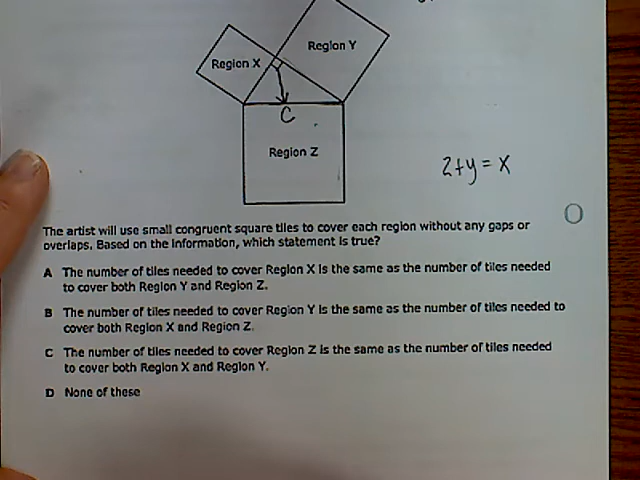 Region Y
Region X
C
Region Z
2+y = x
The artist will use small congruent square tiles to cover each region without any gaps or
overlaps. Based on the information, which statement is true?
A The number of tiles needed to cover Region X is the same as the number of tiles needed
to cover both Region Y and Region Z.
B The number of tiles needed to cover Region Y is the same as the number of tiles needed to
cover both Region X and Region Z.
C The number of tiles needed to cover Region Z is the same as the number of tiles needed
to cover both Region X and Region Y.
D None of these